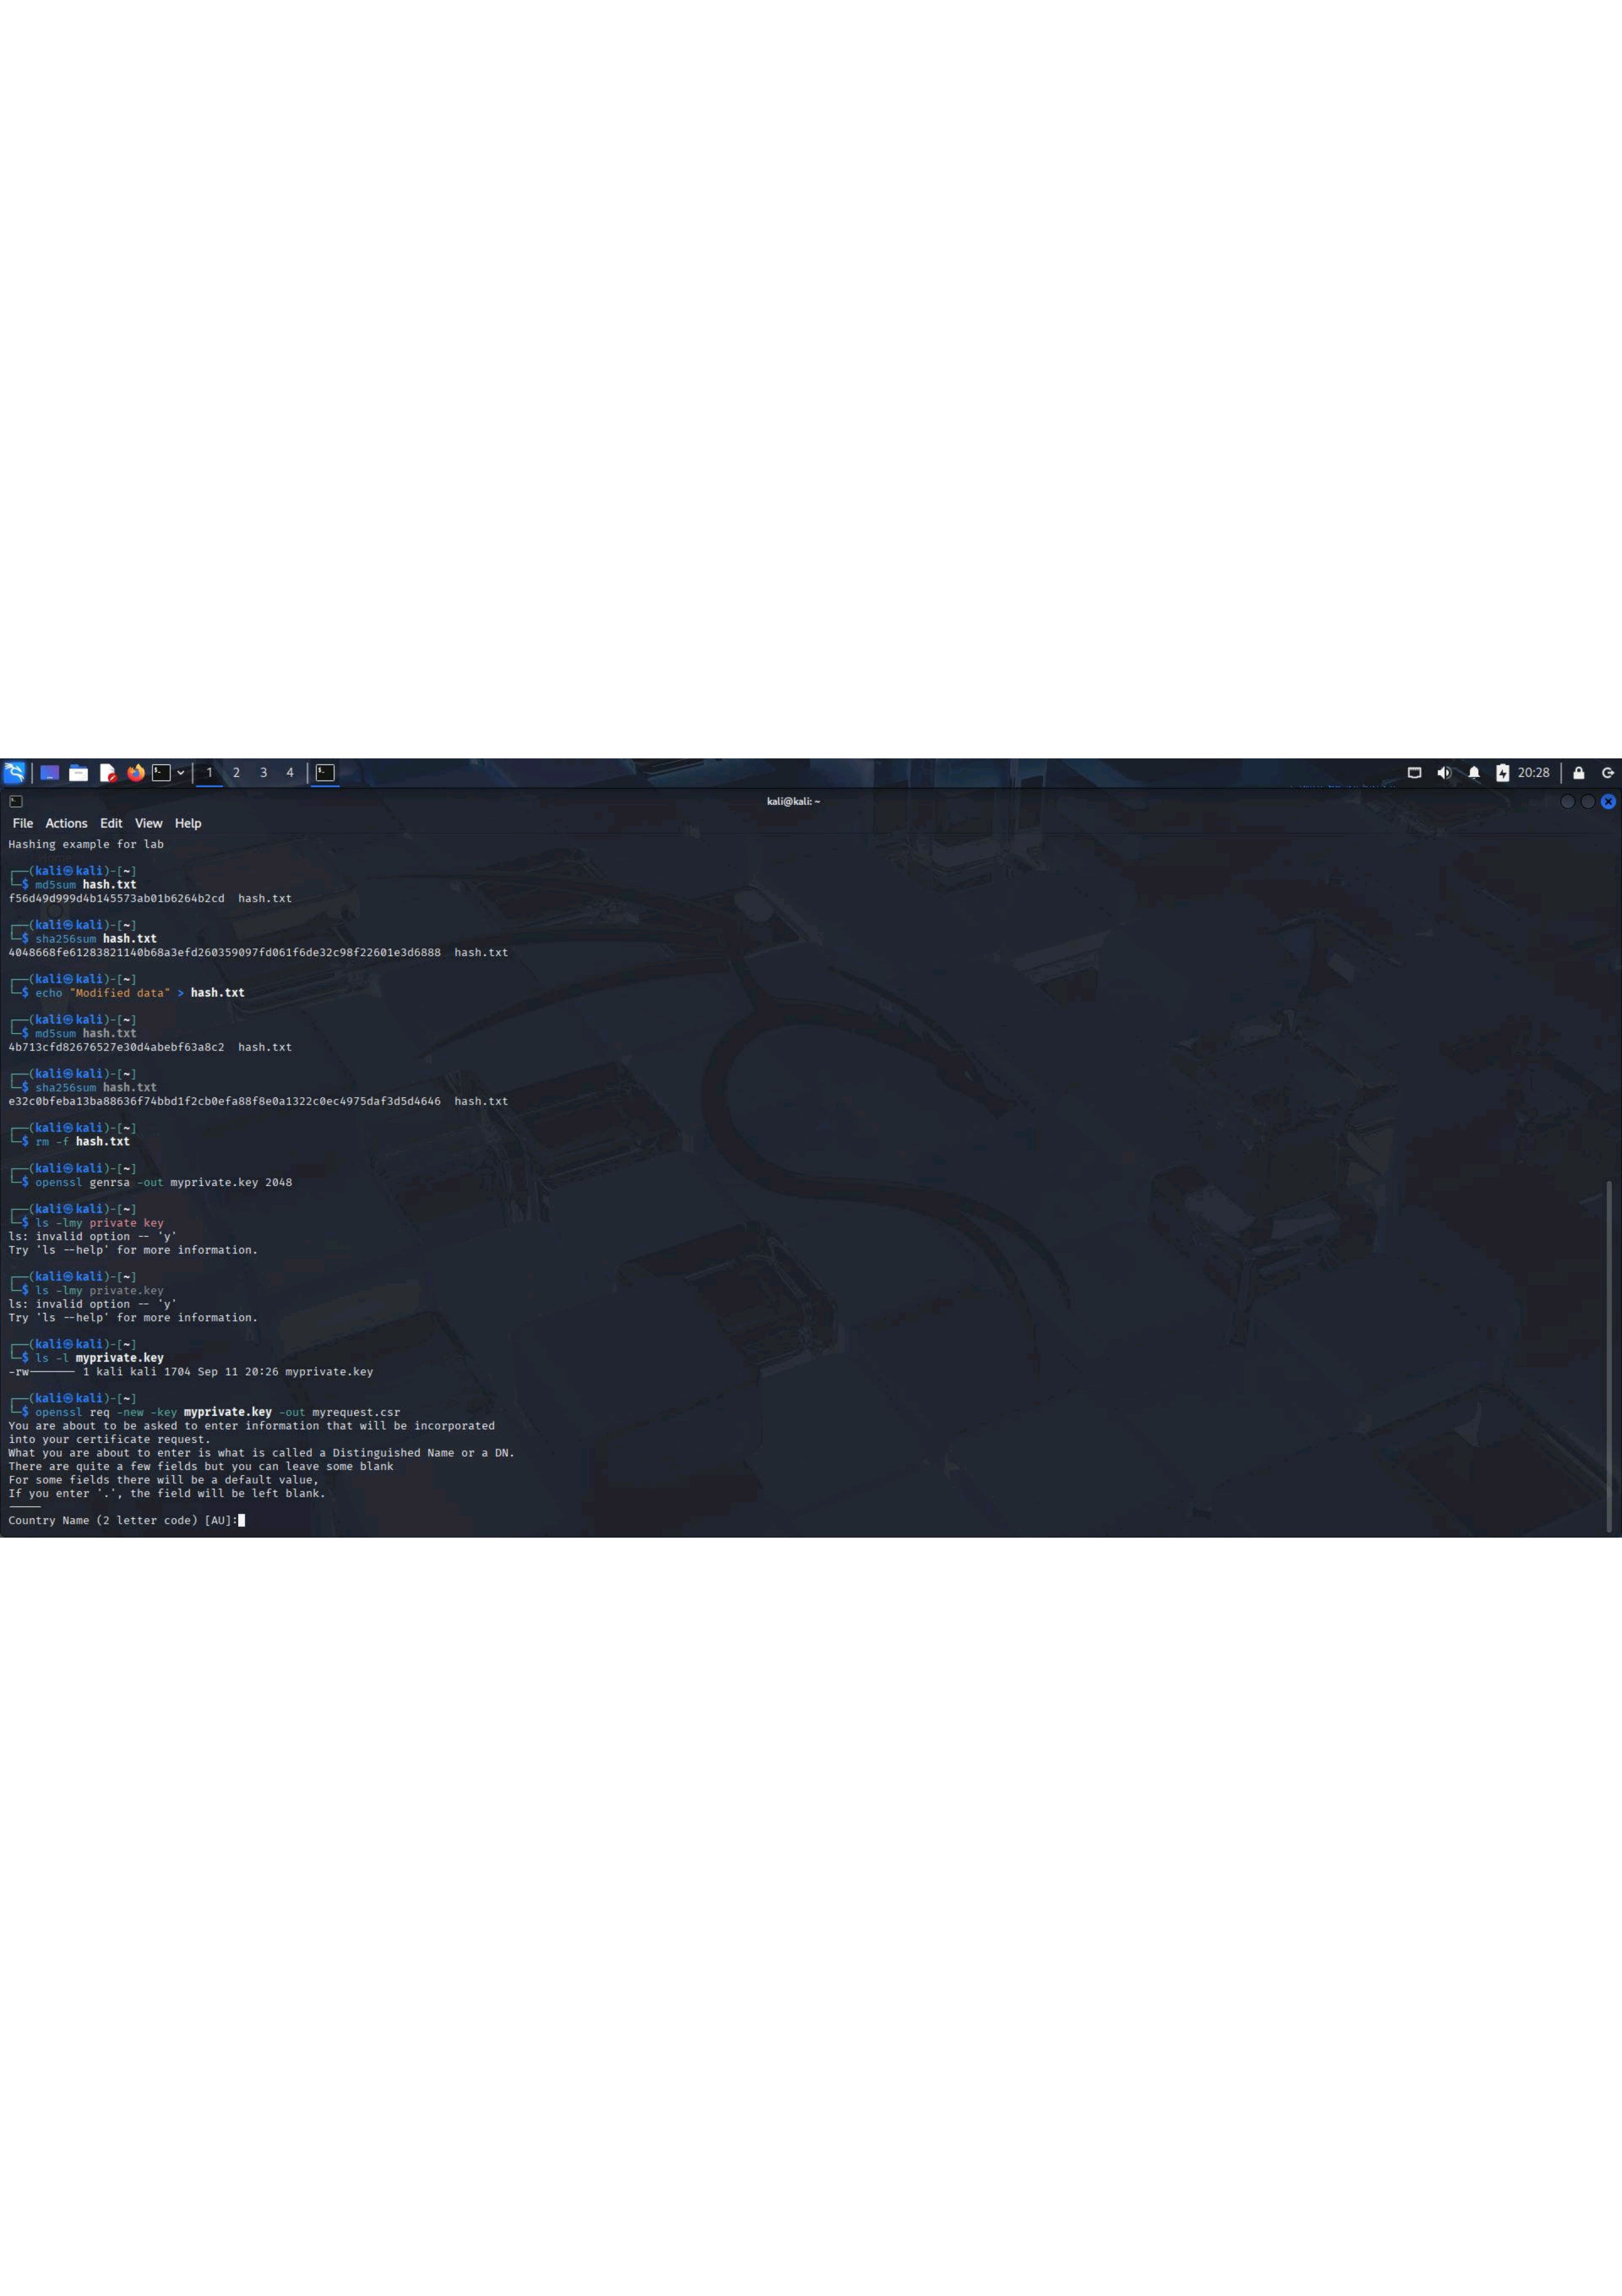 1 2 3 4 20:28
kali@kali: ~
File Actions Edit View Help
Hashing example for lab
┌──(kali㉿kali)-[~]
└─$ md5sum hash.txt
f56d49d999d4b145573ab01b6264b2cd  hash.txt
┌──(kali㉿kali)-[~]
└─$ sha256sum hash.txt
4048668fe61283821140b68a3efd260359097fd061f6de32c98f22601e3d6888  hash.txt
┌──(kali㉿kali)-[~]
└─$ echo "Modified data" > hash.txt
┌──(kali㉿kali)-[~]
└─$ md5sum hash.txt
4b713cfd82676527e30d4abebf63a8c2  hash.txt
┌──(kali㉿kali)-[~]
└─$ sha256sum hash.txt
e32c0bfeba13ba88636f74bbd1f2cb0efa88f8e0a1322c0ec4975daf3d5d4646  hash.txt
┌──(kali㉿kali)-[~]
└─$ rm -f hash.txt
┌──(kali㉿kali)-[~]
└─$ openssl genrsa -out myprivate.key 2048
┌──(kali㉿kali)-[~]
└─$ ls -lmy private key
ls: invalid option -- 'y'
Try 'ls --help' for more information.
┌──(kali㉿kali)-[~]
└─$ ls -lmy private.key
ls: invalid option -- 'y'
Try 'ls --help' for more information.
┌──(kali㉿kali)-[~]
└─$ ls -l myprivate.key
-rw------- 1 kali kali 1704 Sep 11 20:26 myprivate.key
┌──(kali㉿kali)-[~]
└─$ openssl req -new -key myprivate.key -out myrequest.csr
You are about to be asked to enter information that will be incorporated
into your certificate request.
What you are about to enter is what is called a Distinguished Name or a DN.
There are quite a few fields but you can leave some blank
For some fields there will be a default value,
If you enter '.', the field will be left blank.
-----
Country Name (2 letter code) [AU]: